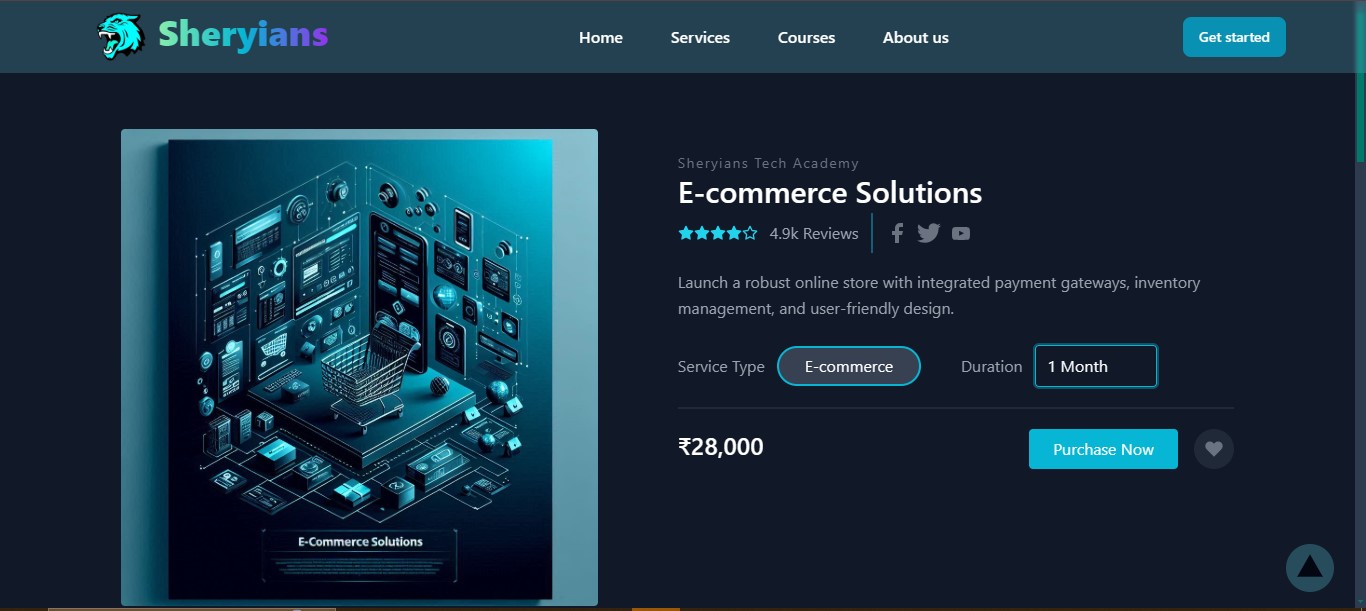 Sheryians
Home
Services
Courses
About us
Get started
Sheryians Tech Academy
E-commerce Solutions
4.9k Reviews
Launch a robust online store with integrated payment gateways, inventory
management, and user-friendly design.
Service Type
E-commerce
Duration
1 Month
₹28,000
Purchase Now
E-Commerce Solutions